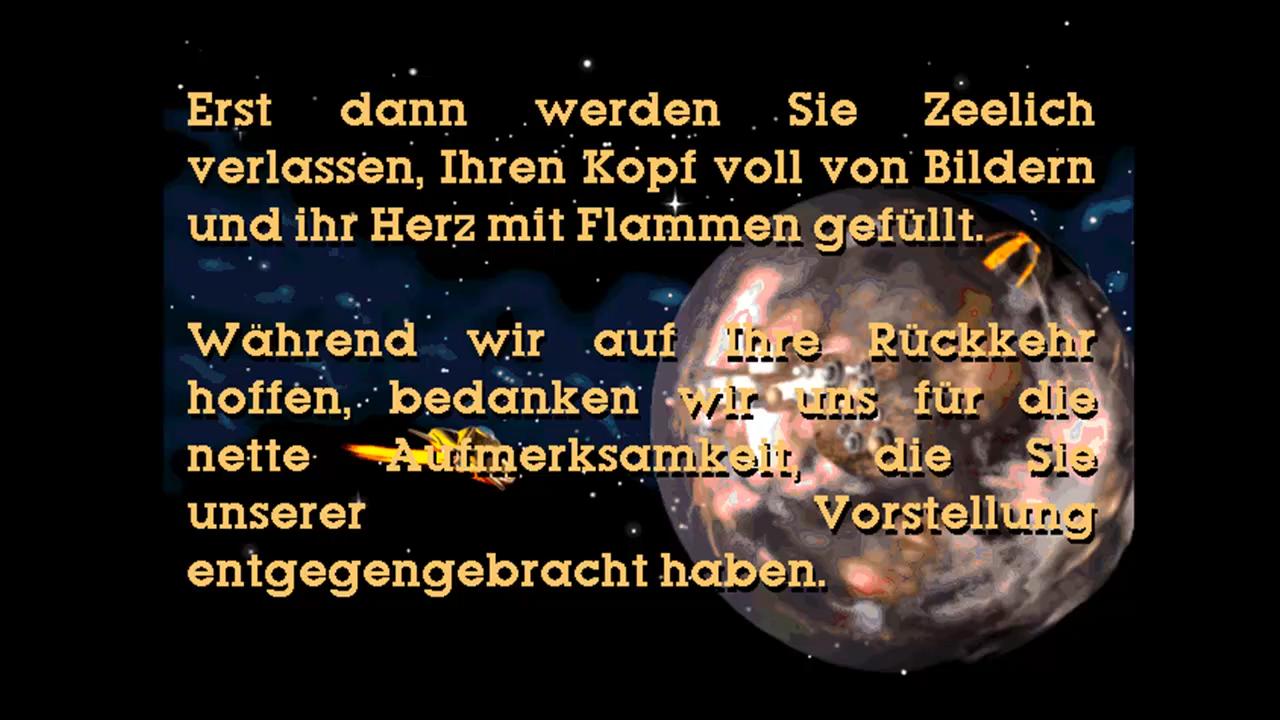 Erst dann werden Sie Zeelich
verlassen, Ihren Kopf voll von Bildern
und ihr Herz mit Flammen gefüllt.
Während wir auf Ihre Rückkehr
hoffen, bedanken wir uns für die
nette Aufmerksamkeit, die Sie
unserer Vorstellung
entgegengebracht haben.